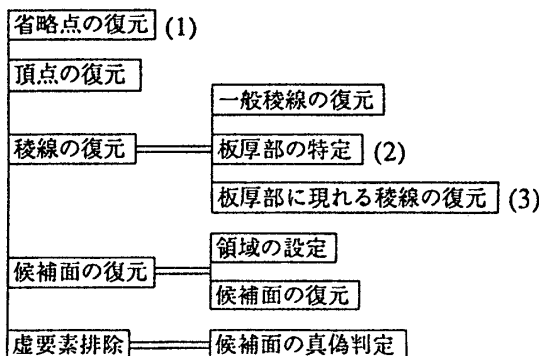 省略点の復元 (1)
頂点の復元
一般稜線の復元
稜線の復元 板厚部の特定 (2)
板厚部に現れる稜線の復元 (3)
領域の設定
候補面の復元
候補面の復元
虚要素排除 候補面の真偽判定